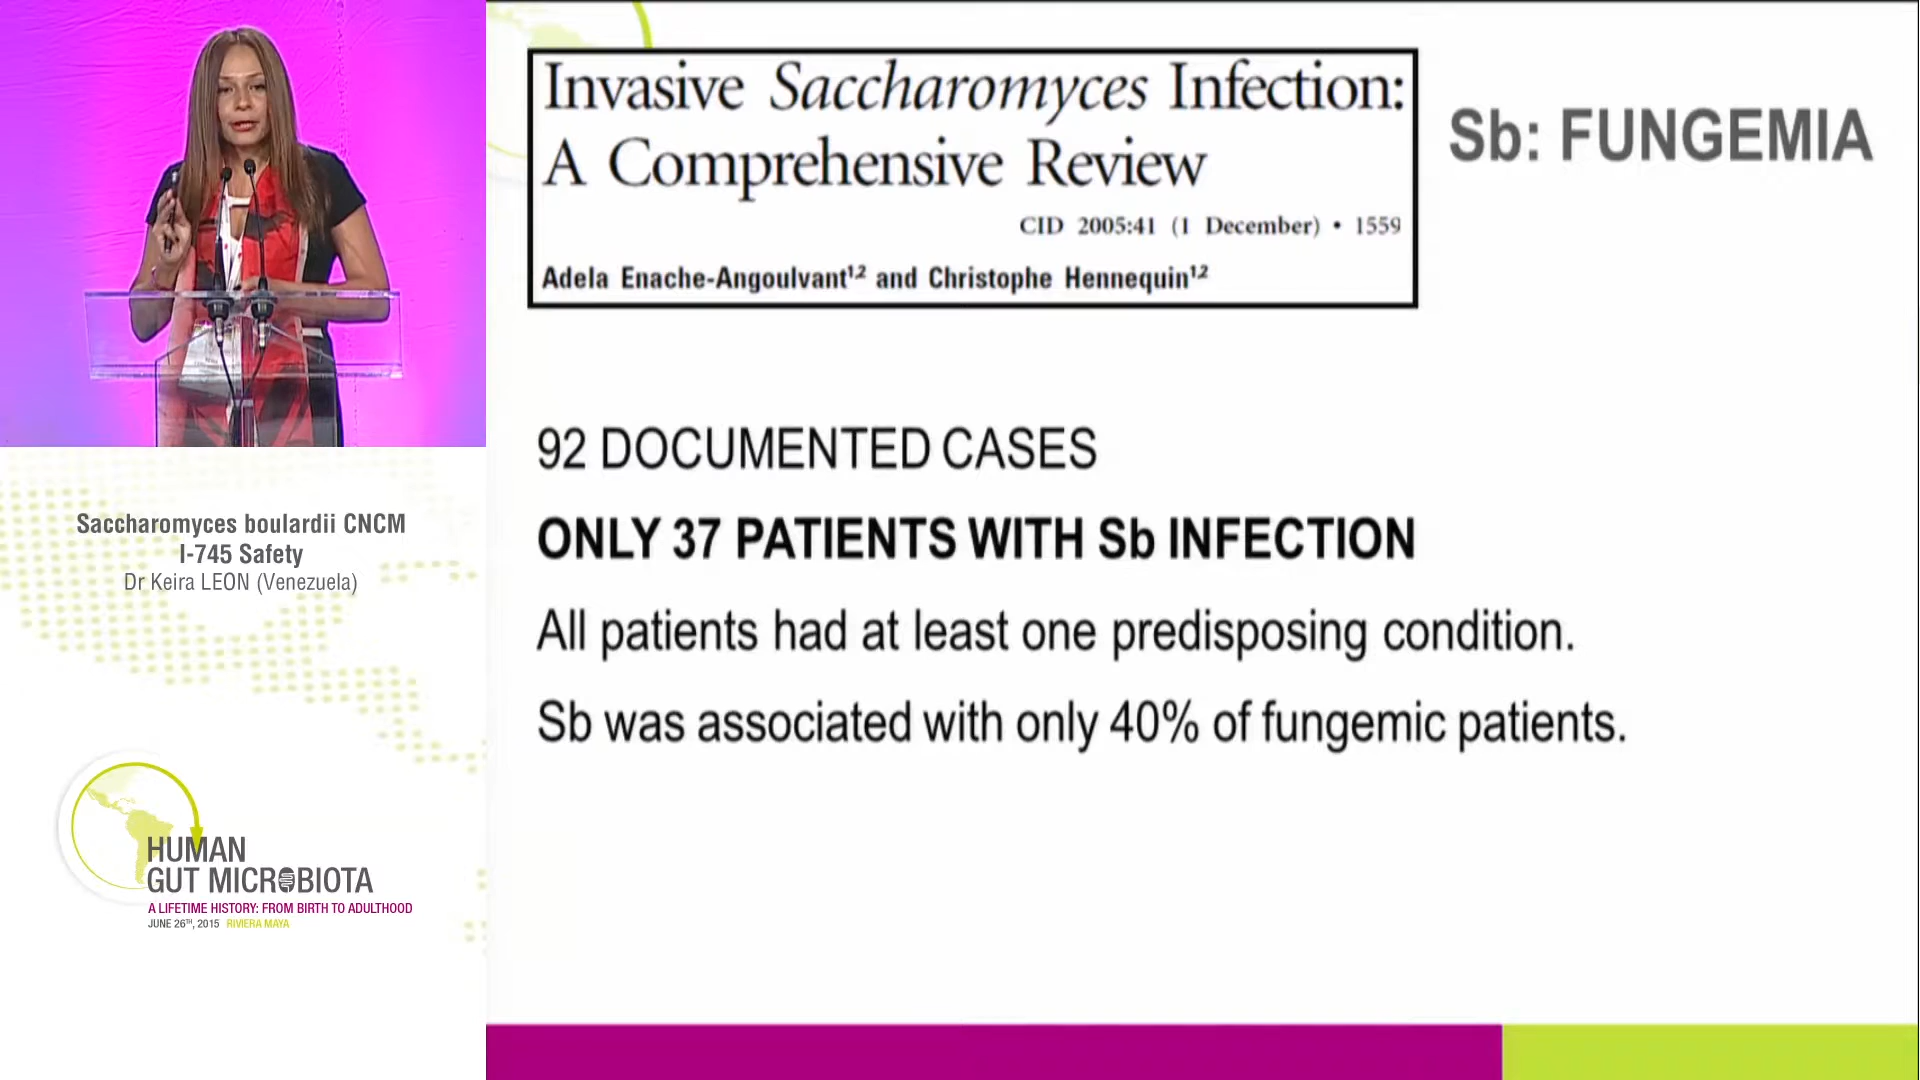 Invasive Saccharomyces Infection:
A Comprehensive Review
CID 2005:41 (1 December) • 1559
Adela Enache-Angoulvant1,2 and Christophe Hennequin1,2
Sb: FUNGEMIA
92 DOCUMENTED CASES
ONLY 37 PATIENTS WITH Sb INFECTION
All patients had at least one predisposing condition.
Sb was associated with only 40% of fungemic patients.
Saccharomyces boulardii CNCM
I-745 Safety
Dr Keira LEON (Venezuela)
HUMAN
GUT MICROBIOTA
A LIFETIME HISTORY: FROM BIRTH TO ADULTHOOD
JUNE 26TH, 2015 RIVIERA MAYA